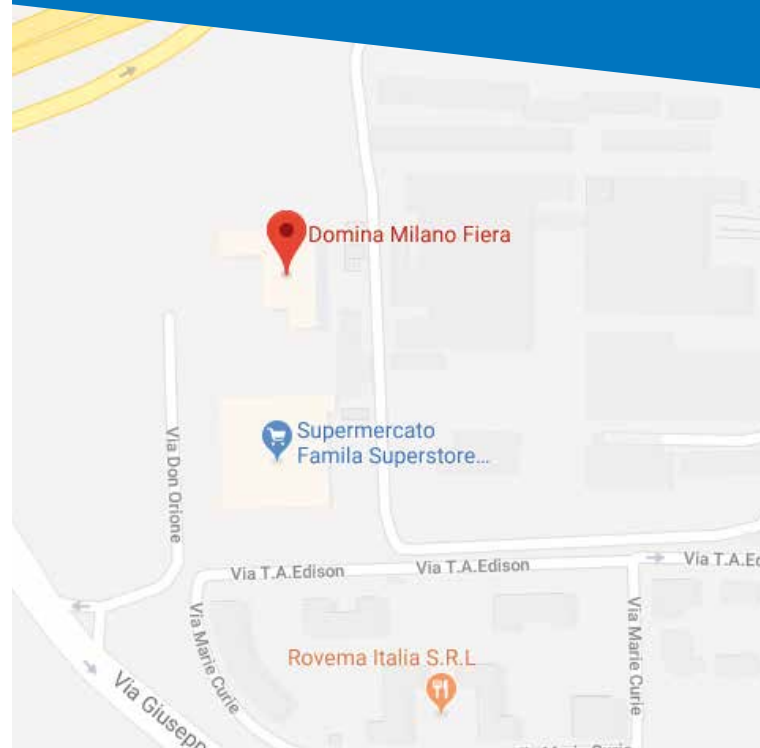 Domina Milano Fiera
Supermercato
Famila Superstore...
Via Don Orione
Via T.A.Edison
Via T.A.Edison
Via T.A.Ed
Via Marie Curie
Via Marie Curie
Rovema Italia S.R.L
Via Giusepp